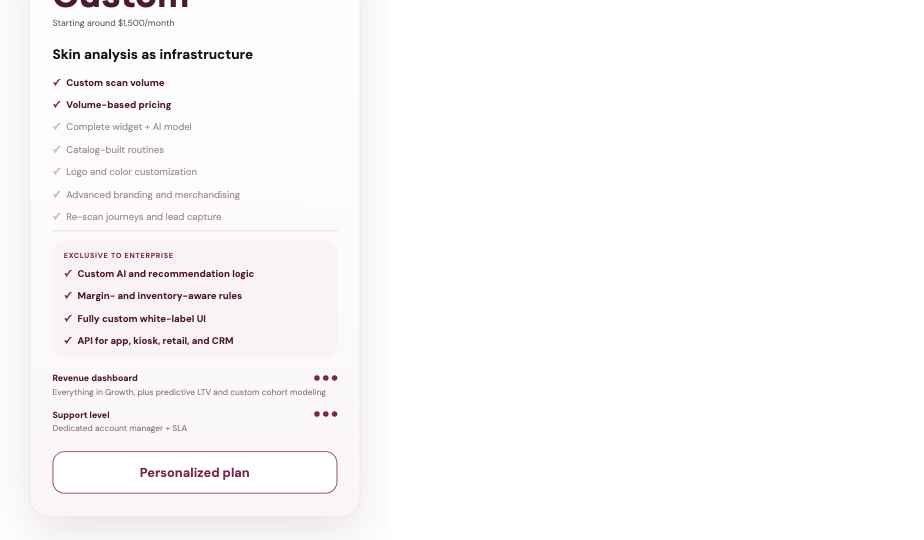 Custom
Starting around $1,500/month
Skin analysis as infrastructure
✓ Custom scan volume
✓ Volume-based pricing
✓ Complete widget + AI model
✓ Catalog-built routines
✓ Logo and color customization
✓ Advanced branding and merchandising
✓ Re-scan journeys and lead capture
EXCLUSIVE TO ENTERPRISE
✓ Custom AI and recommendation logic
✓ Margin- and inventory-aware rules
✓ Fully custom white-label UI
✓ API for app, kiosk, retail, and CRM
Revenue dashboard
Everything in Growth, plus predictive LTV and custom cohort modeling
Support level
Dedicated account manager + SLA
Personalized plan